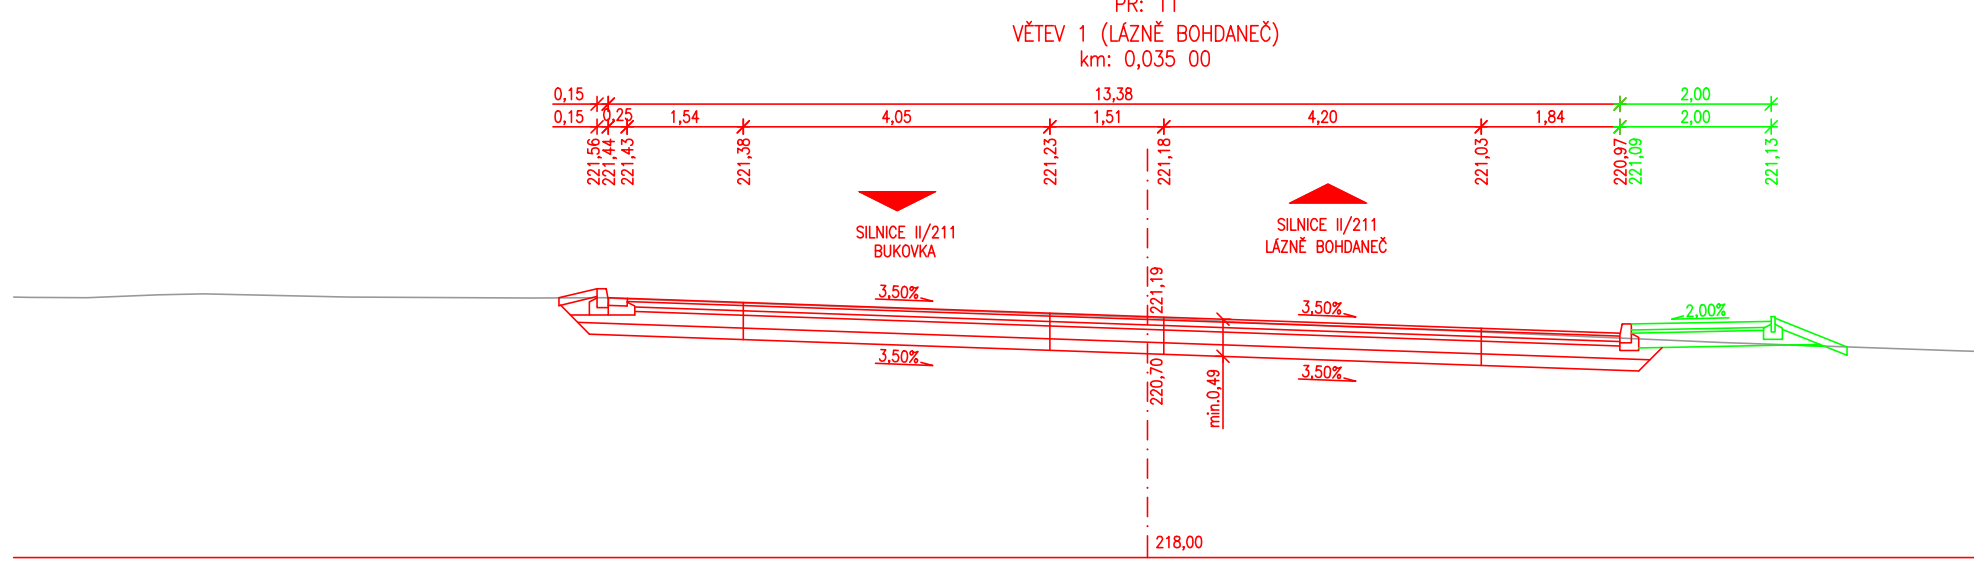 PR: 11
VĚTEV 1 (LÁZNĚ BOHDANEČ)
km: 0,035 00
0,15 13,38 2,00
0,15 0,25 1,54 4,05 1,51 4,20 1,84 2,00
221,56 221,44 221,43 221,38 221,23 221,18 221,03 220,97 221,09 221,13
SILNICE II/211
BUKOVKA
SILNICE II/211
LÁZNĚ BOHDANEČ
221,19
3,50%
3,50%
2,00%
3,50%
3,50%
220,70
min.0,49
218,00